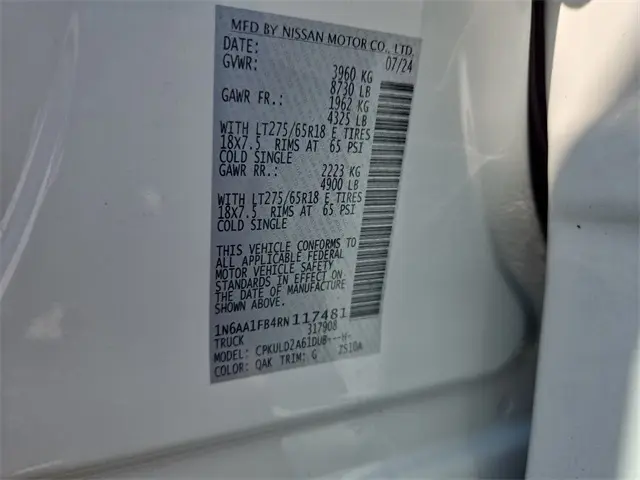 MFD BY NISSAN MOTOR CO., LTD.
DATE: 07/24
GVWR: 3960 KG
8730 LB
GAWR FR.: 1962 KG
4325 LB
WITH LT275/65R18 E TIRES
18X7.5 RIMS AT 65 PSI
COLD SINGLE
GAWR RR.: 2223 KG
4900 LB
WITH LT275/65R18 E TIRES
18X7.5 RIMS AT 65 PSI
COLD SINGLE
THIS VEHICLE CONFORMS TO
ALL APPLICABLE FEDERAL
MOTOR VEHICLE SAFETY
STANDARDS IN EFFECT ON
THE DATE OF MANUFACTURE
SHOWN ABOVE.
1N6AA1FB4RN117481
TRUCK 317908
MODEL: CPKULD2A61DUB---H-
COLOR: QAK TRIM: G 2S10A